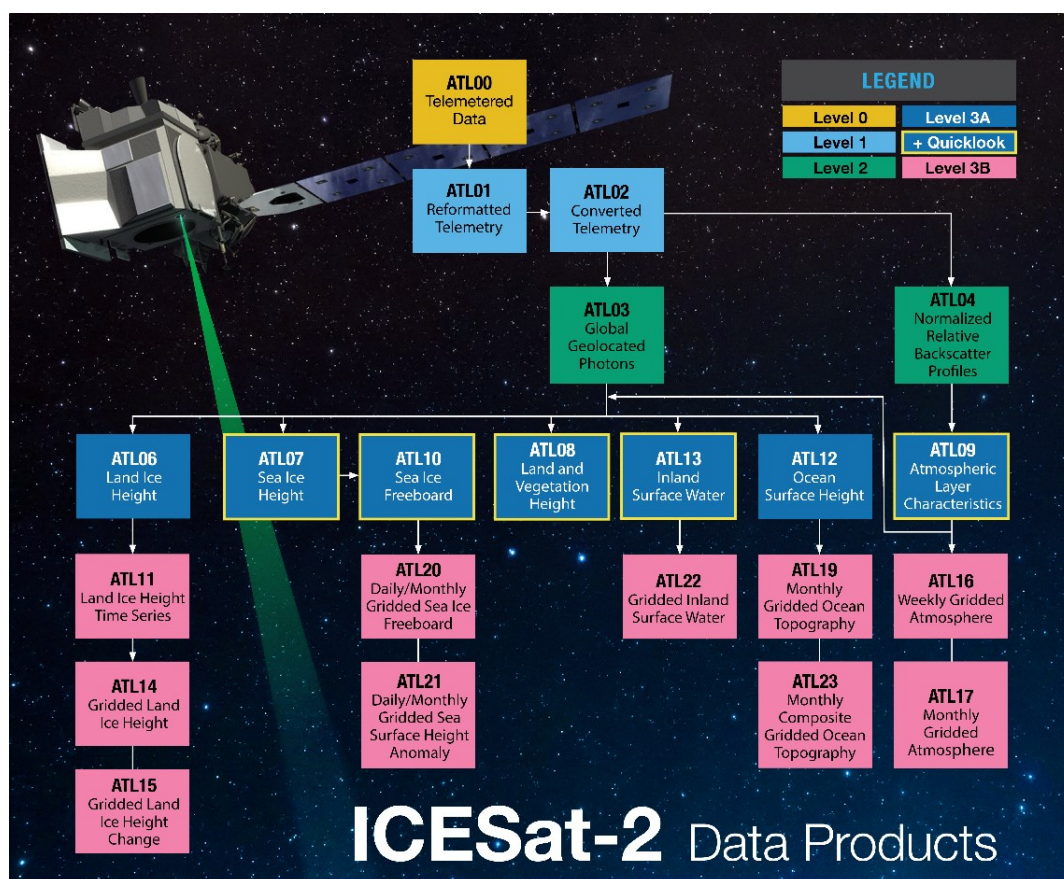 ATL00
Telemetered
Data
LEGEND
Level 0
Level 3A
Level 1
+ Quicklook
Level 2
Level 3B
ATL01
Reformatted
Telemetry
ATL02
Converted
Telemetry
ATL03
Global
Geolocated
Photons
ATL04
Normalized
Relative
Backscatter
Profiles
ATL06
Land Ice
Height
ATL07
Sea Ice
Height
ATL10
Sea Ice
Freeboard
ATL08
Land and
Vegetation
Height
ATL13
Inland
Surface Water
ATL12
Ocean
Surface Height
ATL09
Atmospheric
Layer
Characteristics
ATL11
Land Ice Height
Time Series
ATL20
Daily/Monthly
Gridded Sea Ice
Freeboard
ATL22
Gridded Inland
Surface Water
ATL19
Monthly
Gridded Ocean
Topography
ATL16
Weekly Gridded
Atmosphere
ATL14
Gridded Land
Ice Height
ATL21
Daily/Monthly
Gridded Sea
Surface Height
Anomaly
ATL23
Monthly
Composite
Gridded Ocean
Topography
ATL17
Monthly
Gridded
Atmosphere
ATL15
Gridded Land
Ice Height
Change
ICESat-2 Data Products